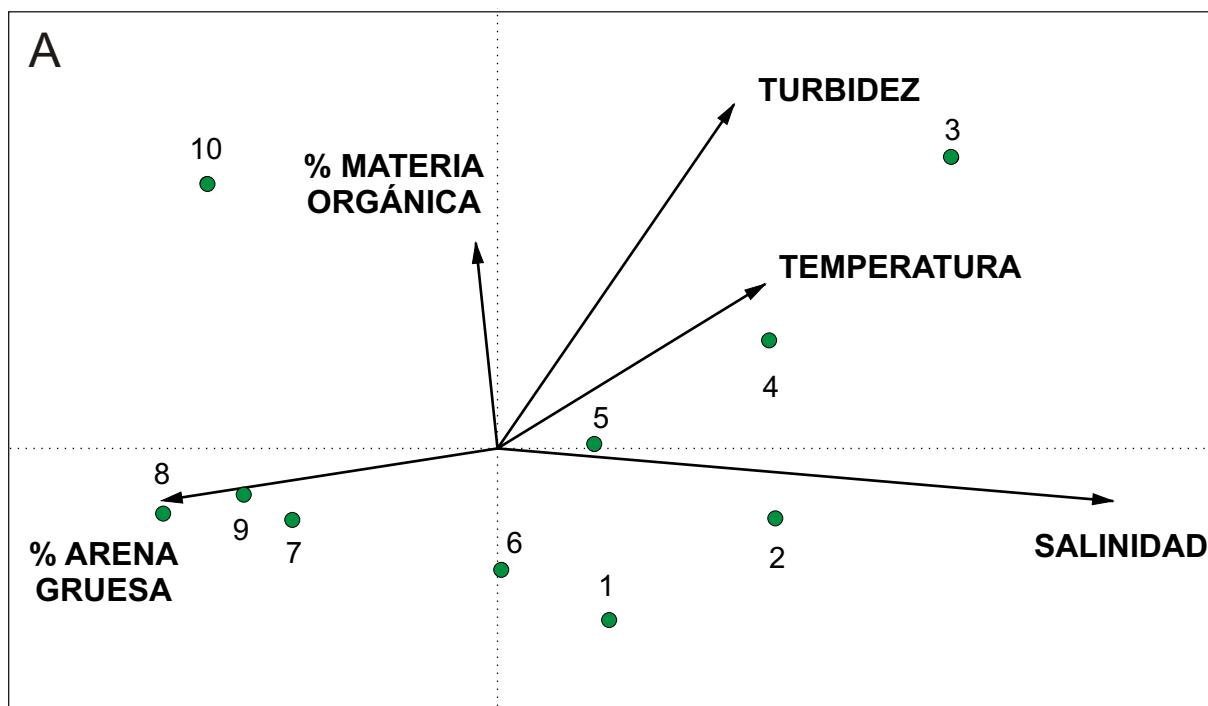 A
TURBIDEZ
3
10
% MATERIA
ORGÁNICA
TEMPERATURA
4
5
8
9
7
% ARENA
GRUESA
6
1
2
SALINIDAD